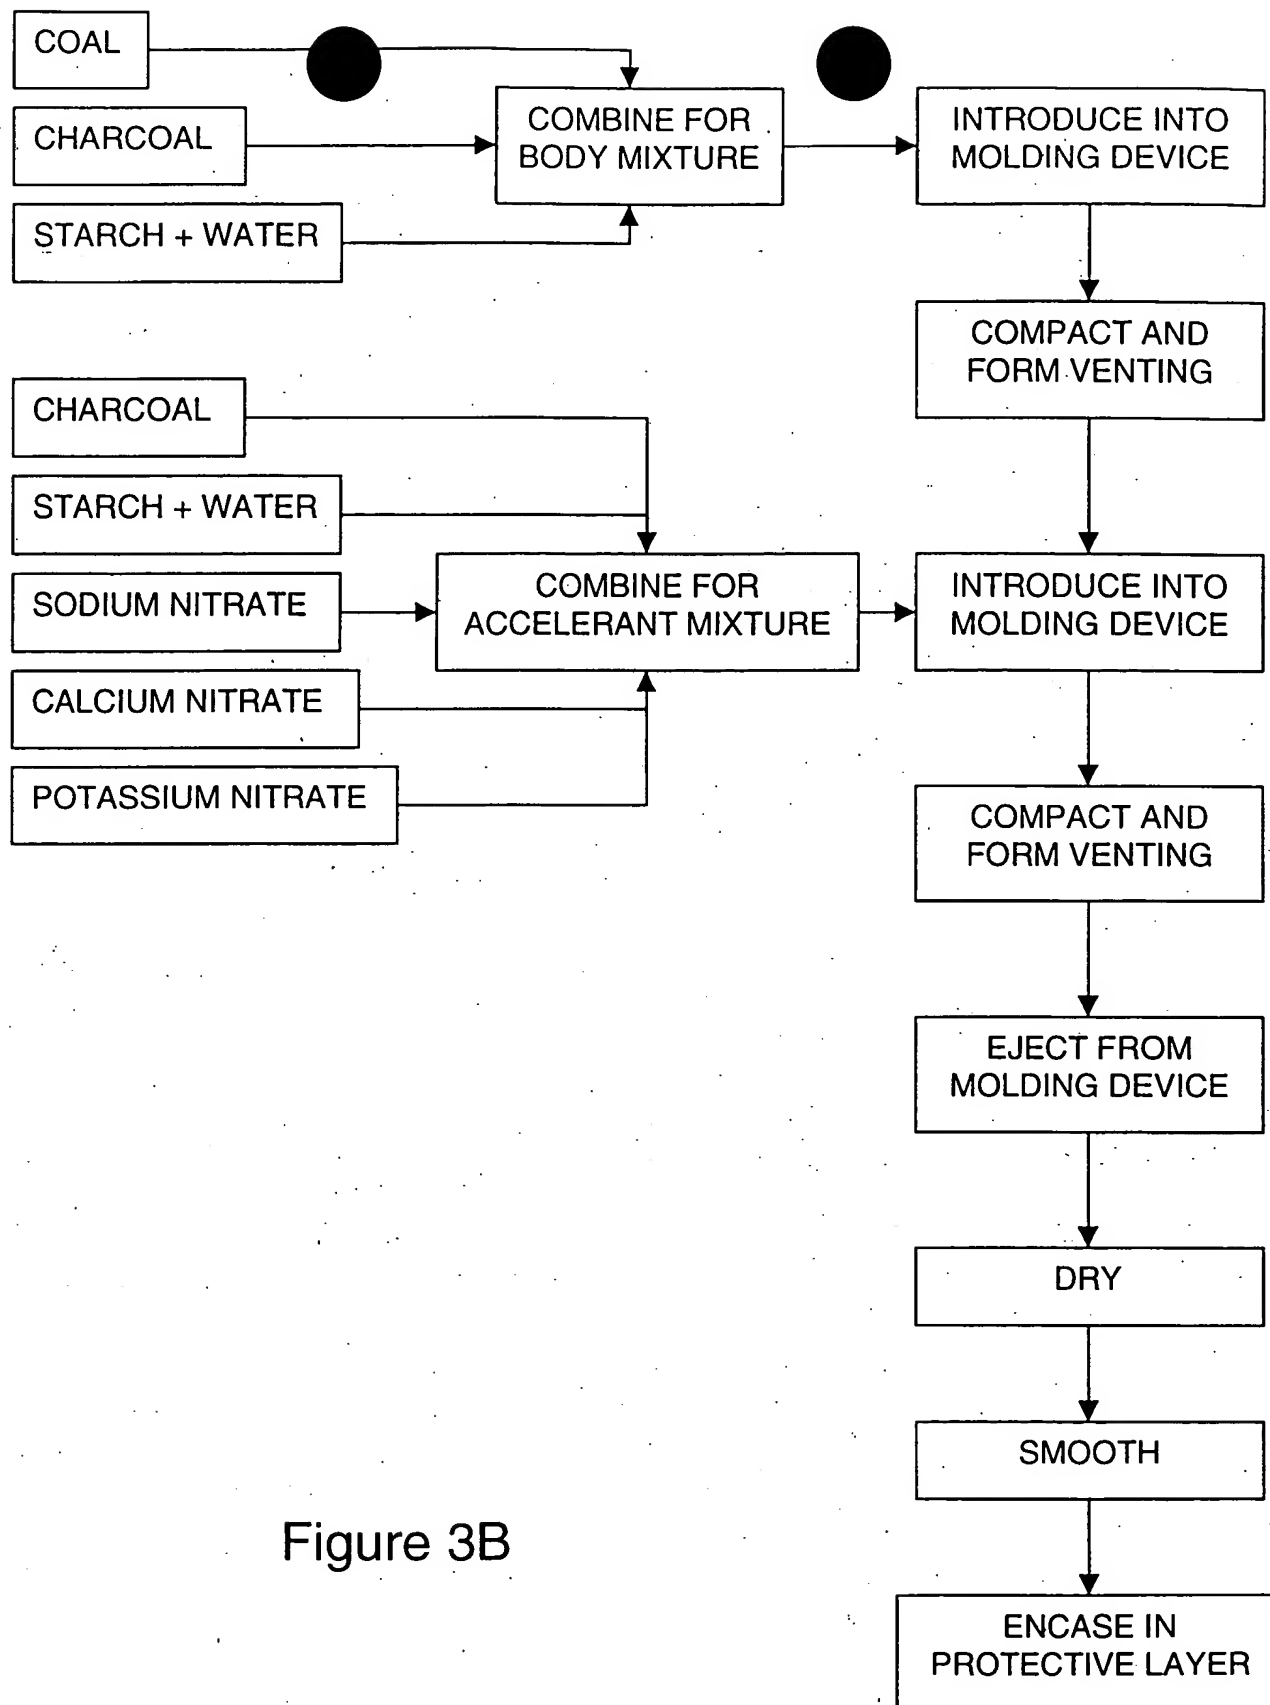 COAL
CHARCOAL
STARCH + WATER
COMBINE FOR
BODY MIXTURE
INTRODUCE INTO
MOLDING DEVICE
COMPACT AND
FORM VENTING
CHARCOAL
STARCH + WATER
SODIUM NITRATE
CALCIUM NITRATE
POTASSIUM NITRATE
COMBINE FOR
ACCELERANT MIXTURE
INTRODUCE INTO
MOLDING DEVICE
COMPACT AND
FORM VENTING
EJECT FROM
MOLDING DEVICE
DRY
SMOOTH
ENCASE IN
PROTECTIVE LAYER
Figure 3B